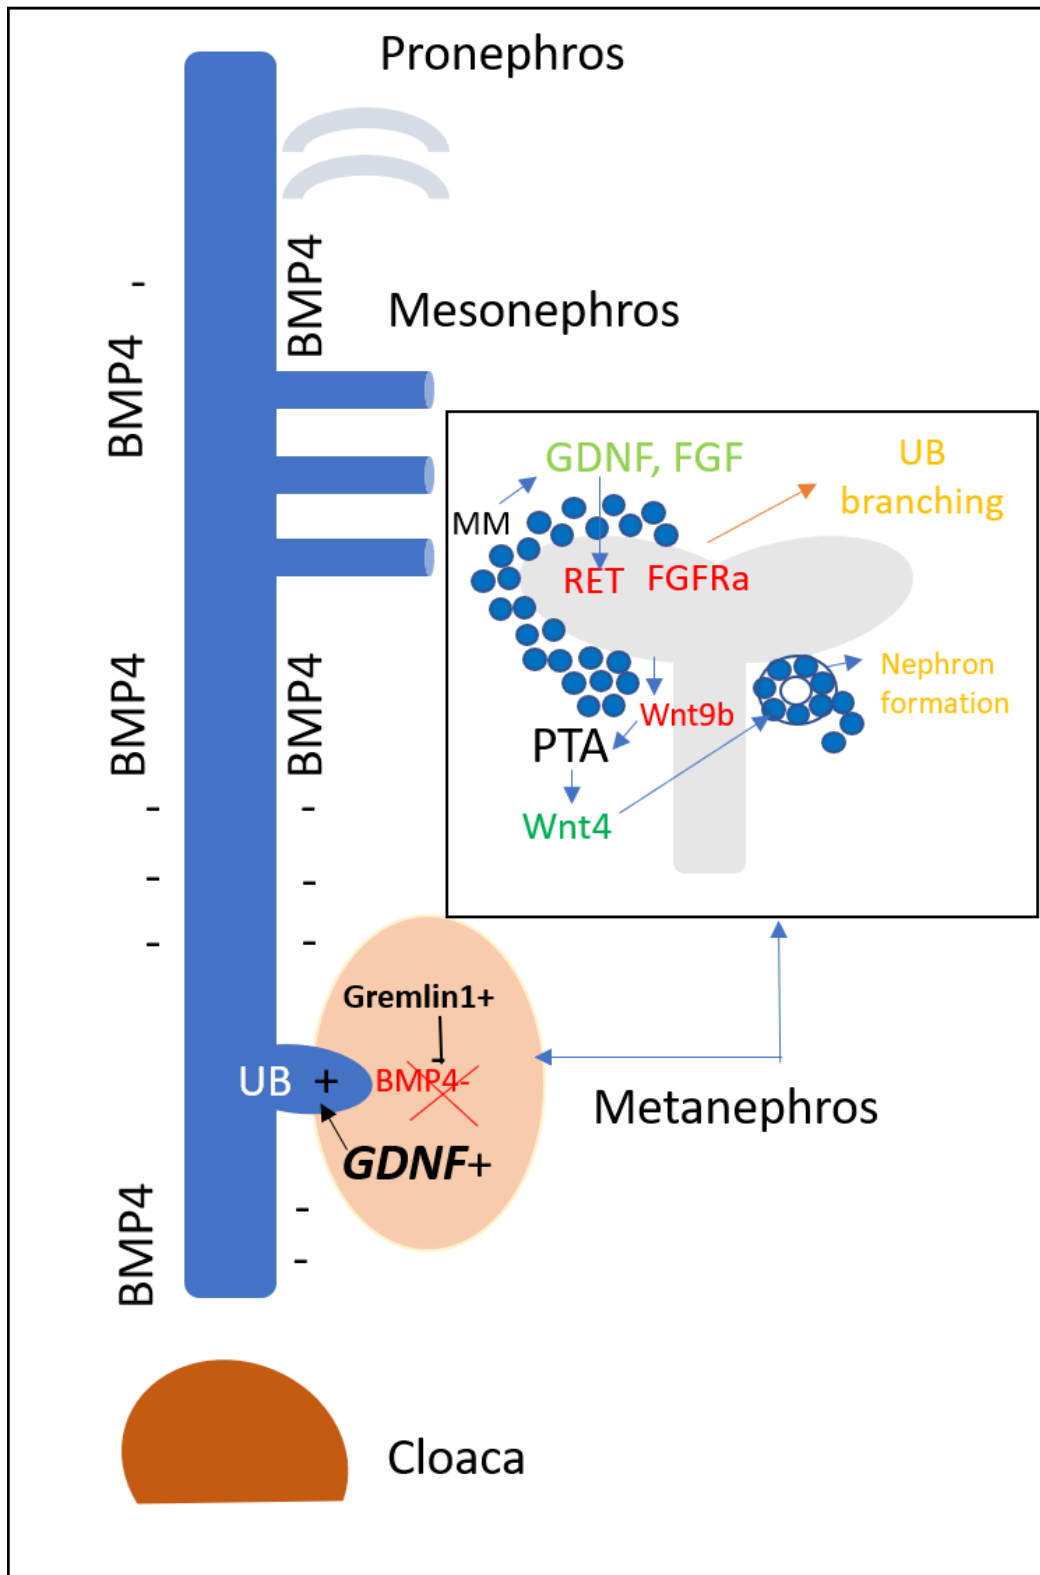 Pronephros
BMP4
-
Mesonephros
BMP4
GDNF, FGF
UB
branching
MM
RET
FGFRa
Nephron
formation
Wnt9b
PTA
Wnt4
BMP4
BMP4
-
-
-
-
-
-
Gremlin1+
UB
+
BMP4-
GDNF+
Metanephros
BMP4
-
-
Cloaca